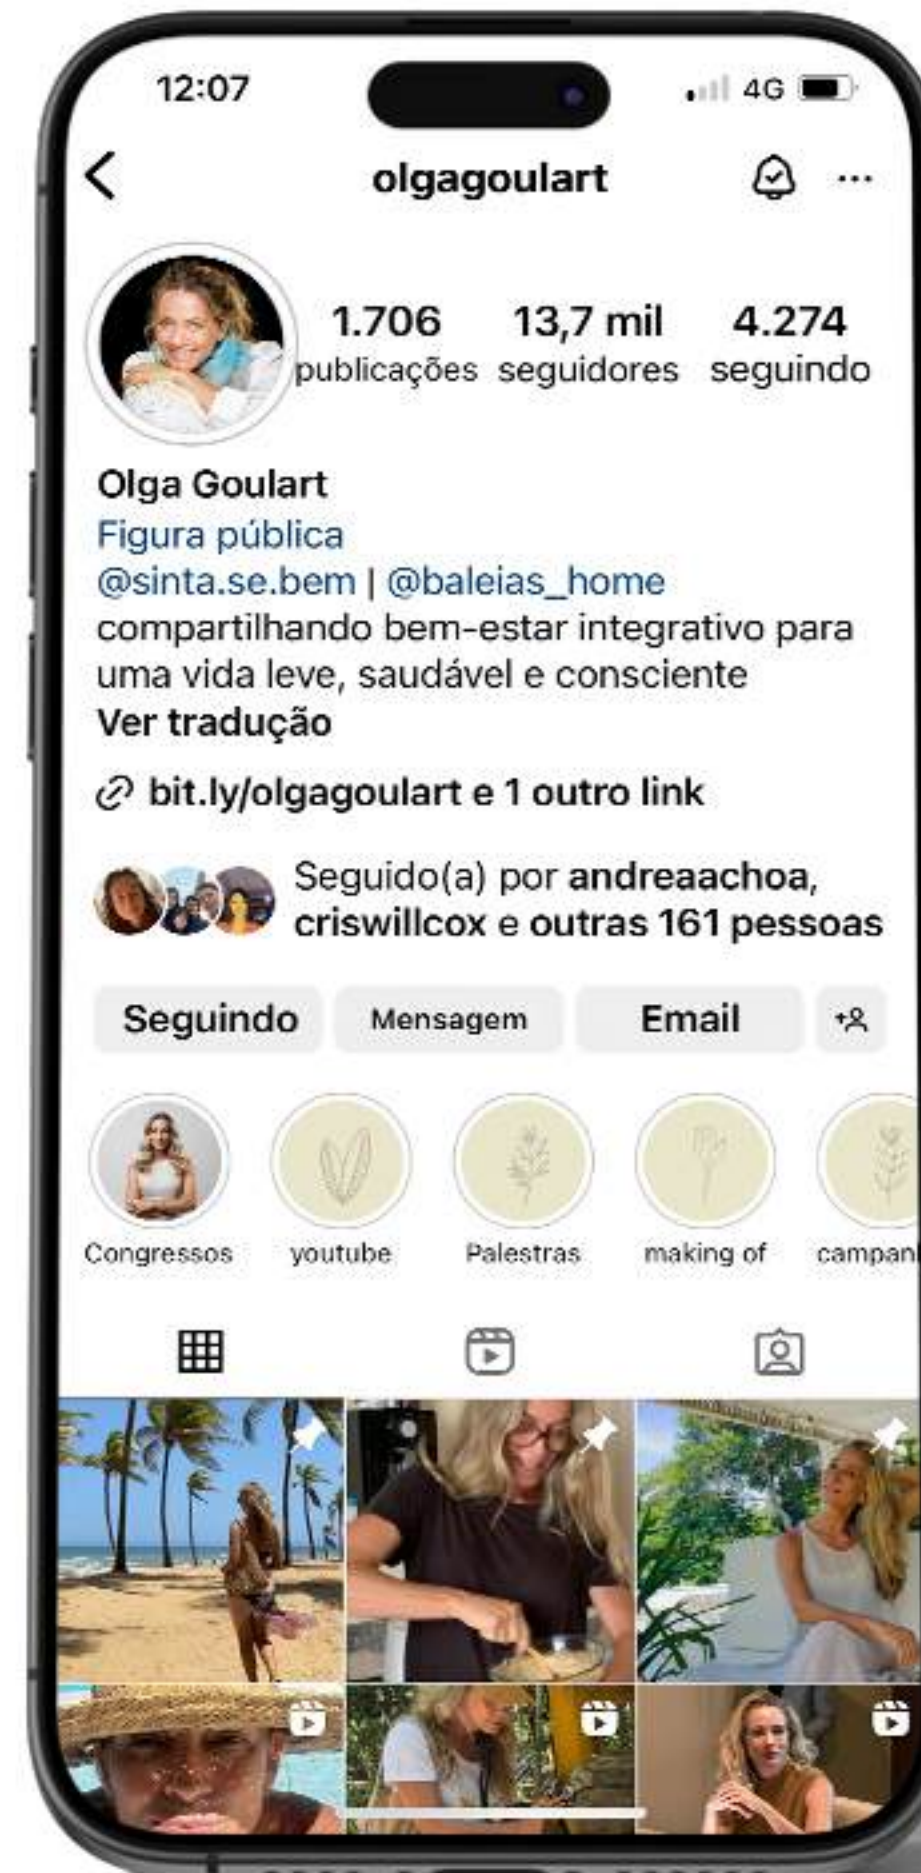 12:07
4G
olgagoulart
1.706 13,7 mil 4.274
publicações seguidores seguindo
Olga Goulart
Figura pública
@sinta.se.bem | @baleias_home
compartilhando bem-estar integrativo para
uma vida leve, saudável e consciente
Ver tradução
bit.ly/olgagoulart e 1 outro link
Seguido(a) por andreaachoa,
criswillcox e outras 161 pessoas
Seguindo Mensagem Email
Congressos youtube Palestras making of campan